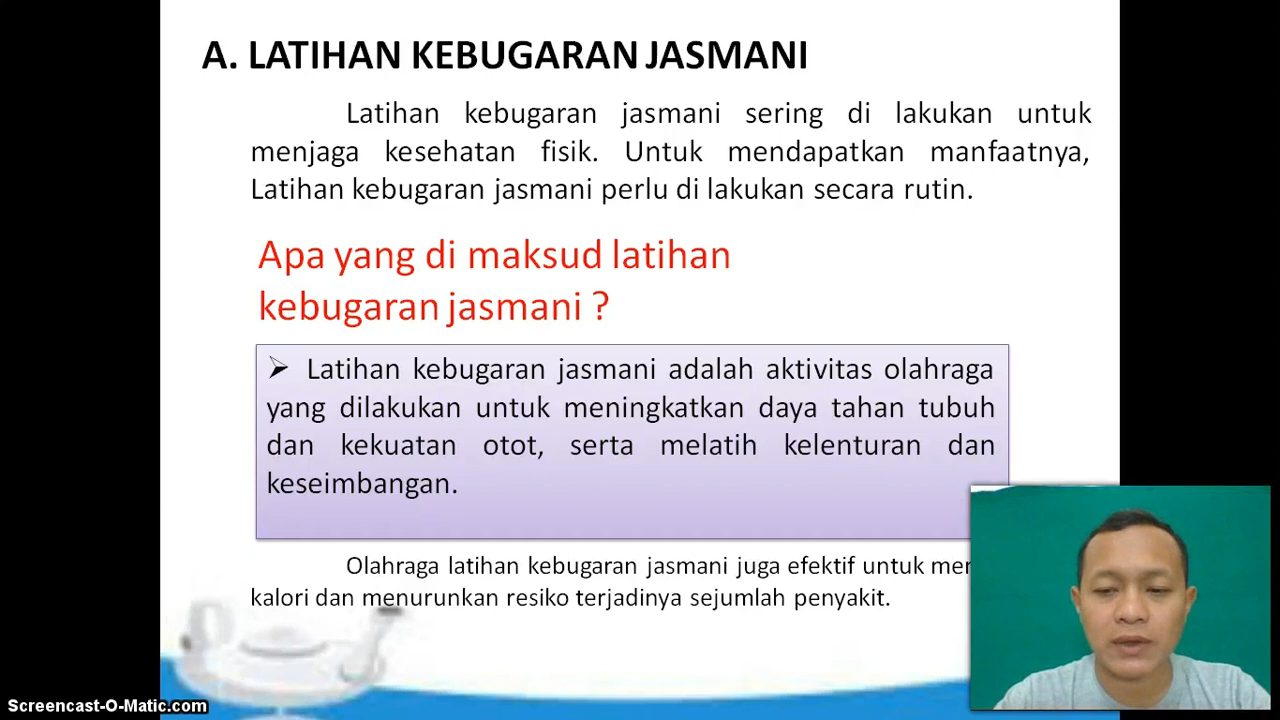 A. LATIHAN KEBUGARAN JASMANI
Latihan kebugaran jasmani sering di lakukan untuk
menjaga kesehatan fisik. Untuk mendapatkan manfaatnya,
Latihan kebugaran jasmani perlu di lakukan secara rutin.
Apa yang di maksud latihan
kebugaran jasmani ?
➢ Latihan kebugaran jasmani adalah aktivitas olahraga
yang dilakukan untuk meningkatkan daya tahan tubuh
dan kekuatan otot, serta melatih kelenturan dan
keseimbangan.
Olahraga latihan kebugaran jasmani juga efektif untuk
kalori dan menurunkan resiko terjadinya sejumlah penyakit.
Screencast-O-Matic.com